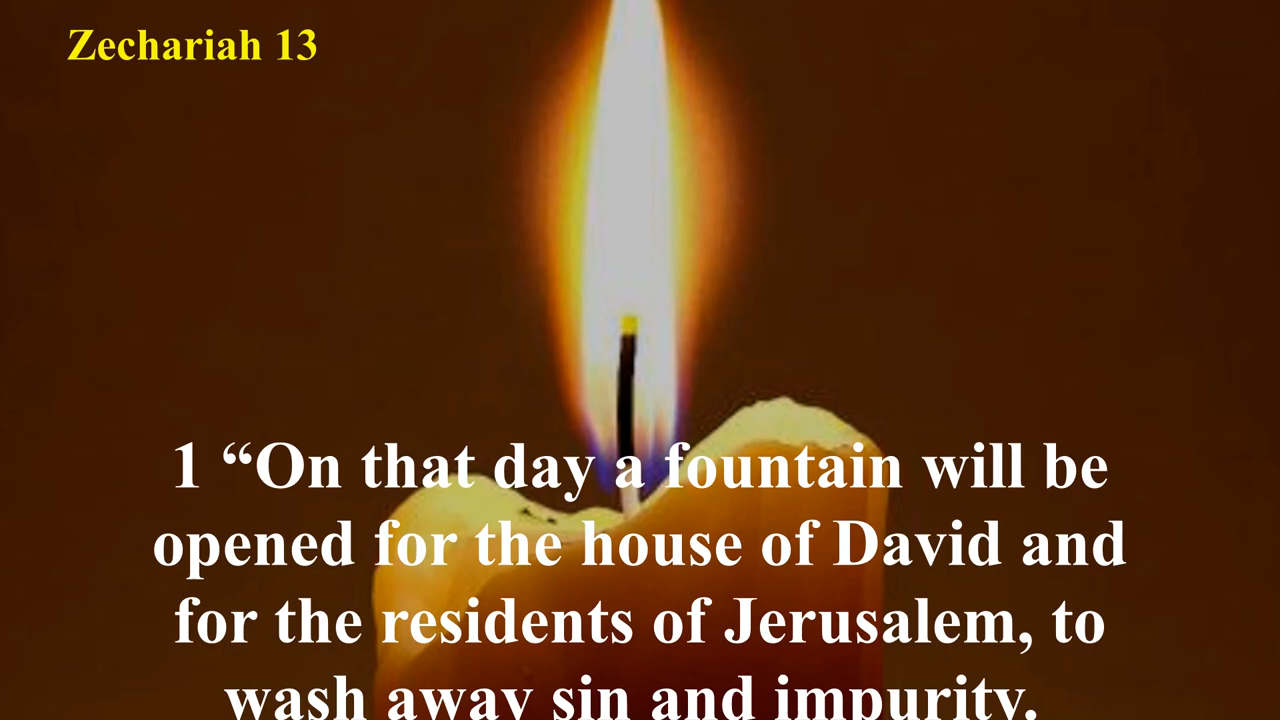 Zechariah 13
1 “On that day a fountain will be
opened for the house of David and
for the residents of Jerusalem, to
wash away sin and impurity.